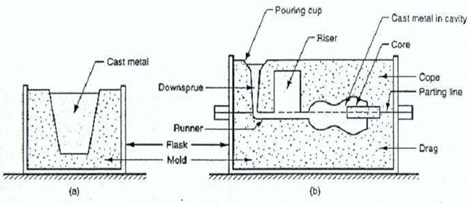 Pouring cup
Cast metal in cavity
Riser
Core
Cast metal
Downsprue
Cope
Parting line
Runner
Flask
Mold
Drag
(a)
(b)